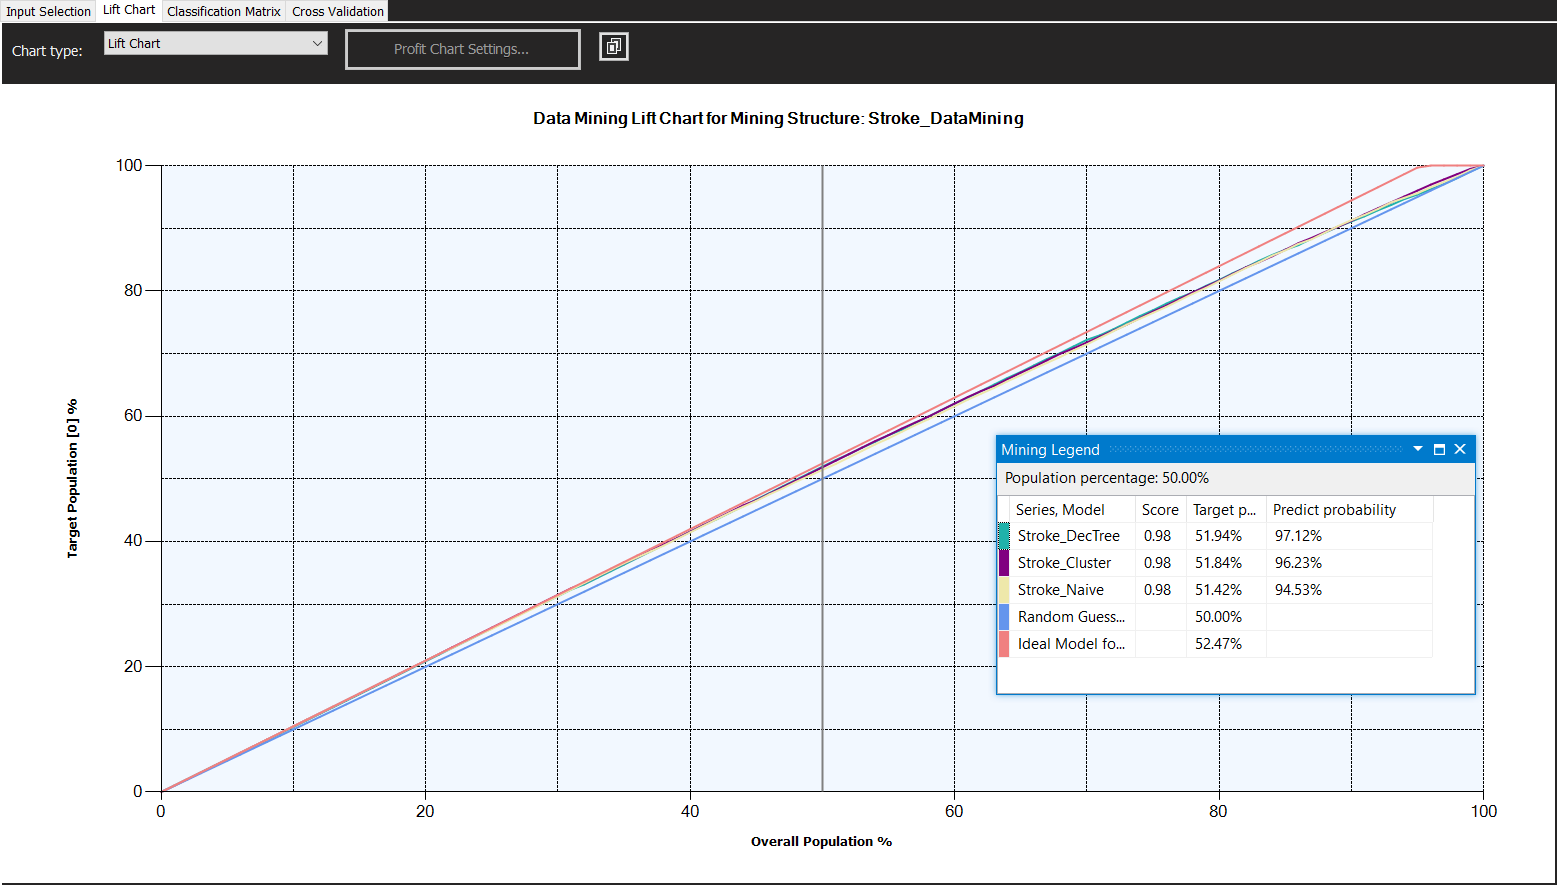 Input Selection Lift Chart Classification Matrix Cross Validation
Chart type: Lift Chart Profit Chart Settings...
Data Mining Lift Chart for Mining Structure: Stroke_DataMining
100
80
60
40
20
0
Target Population [0] %
0 20 40 60 80 100
Overall Population %
Mining Legend
Population percentage: 50.00%
Series, Model Score Target p... Predict probability
Stroke_DecTree 0.98 51.94% 97.12%
Stroke_Cluster 0.98 51.84% 96.23%
Stroke_Naive 0.98 51.42% 94.53%
Random Guess... 50.00%
Ideal Model fo... 52.47%